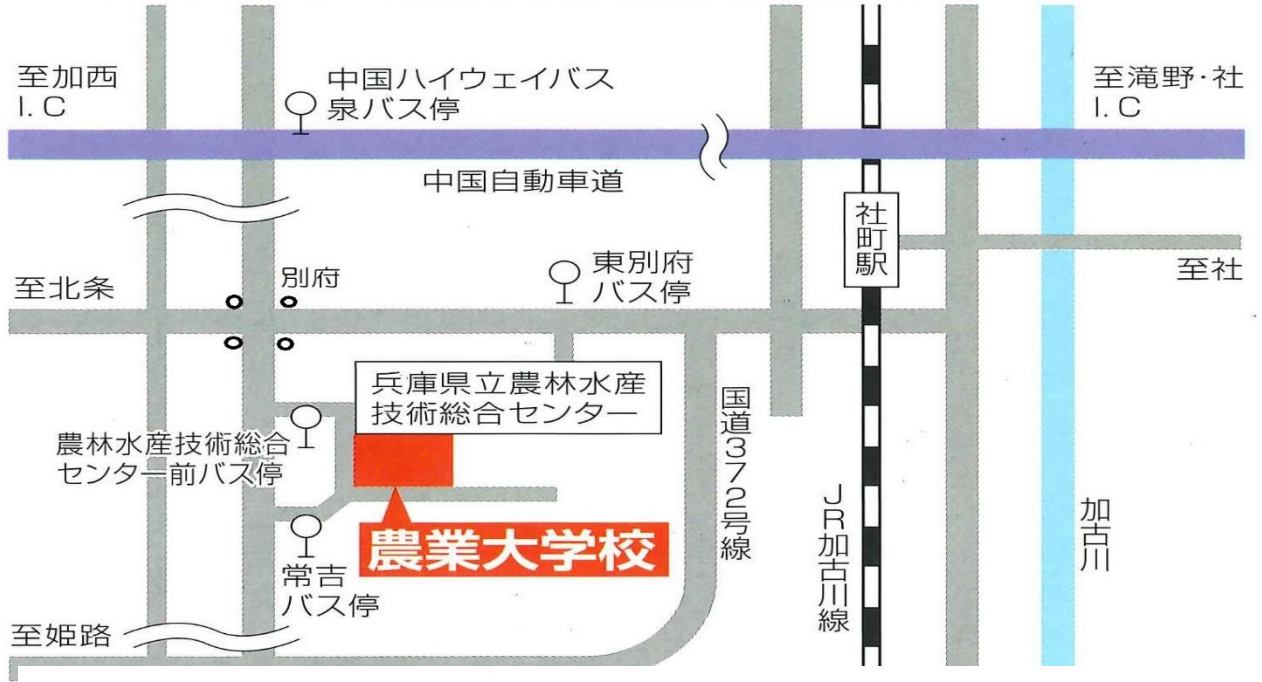 至加西
I.C
中国ハイウェイバス
泉バス停
至滝野・社
I.C
中国自動車道
社町駅
至社
東別府
バス停
別府
至北条
兵庫県立農林水産
技術総合センター
農林水産技術総合
センター前バス停
国道372号線
JR加古川線
加古川
農業大学校
常吉
バス停
至姫路